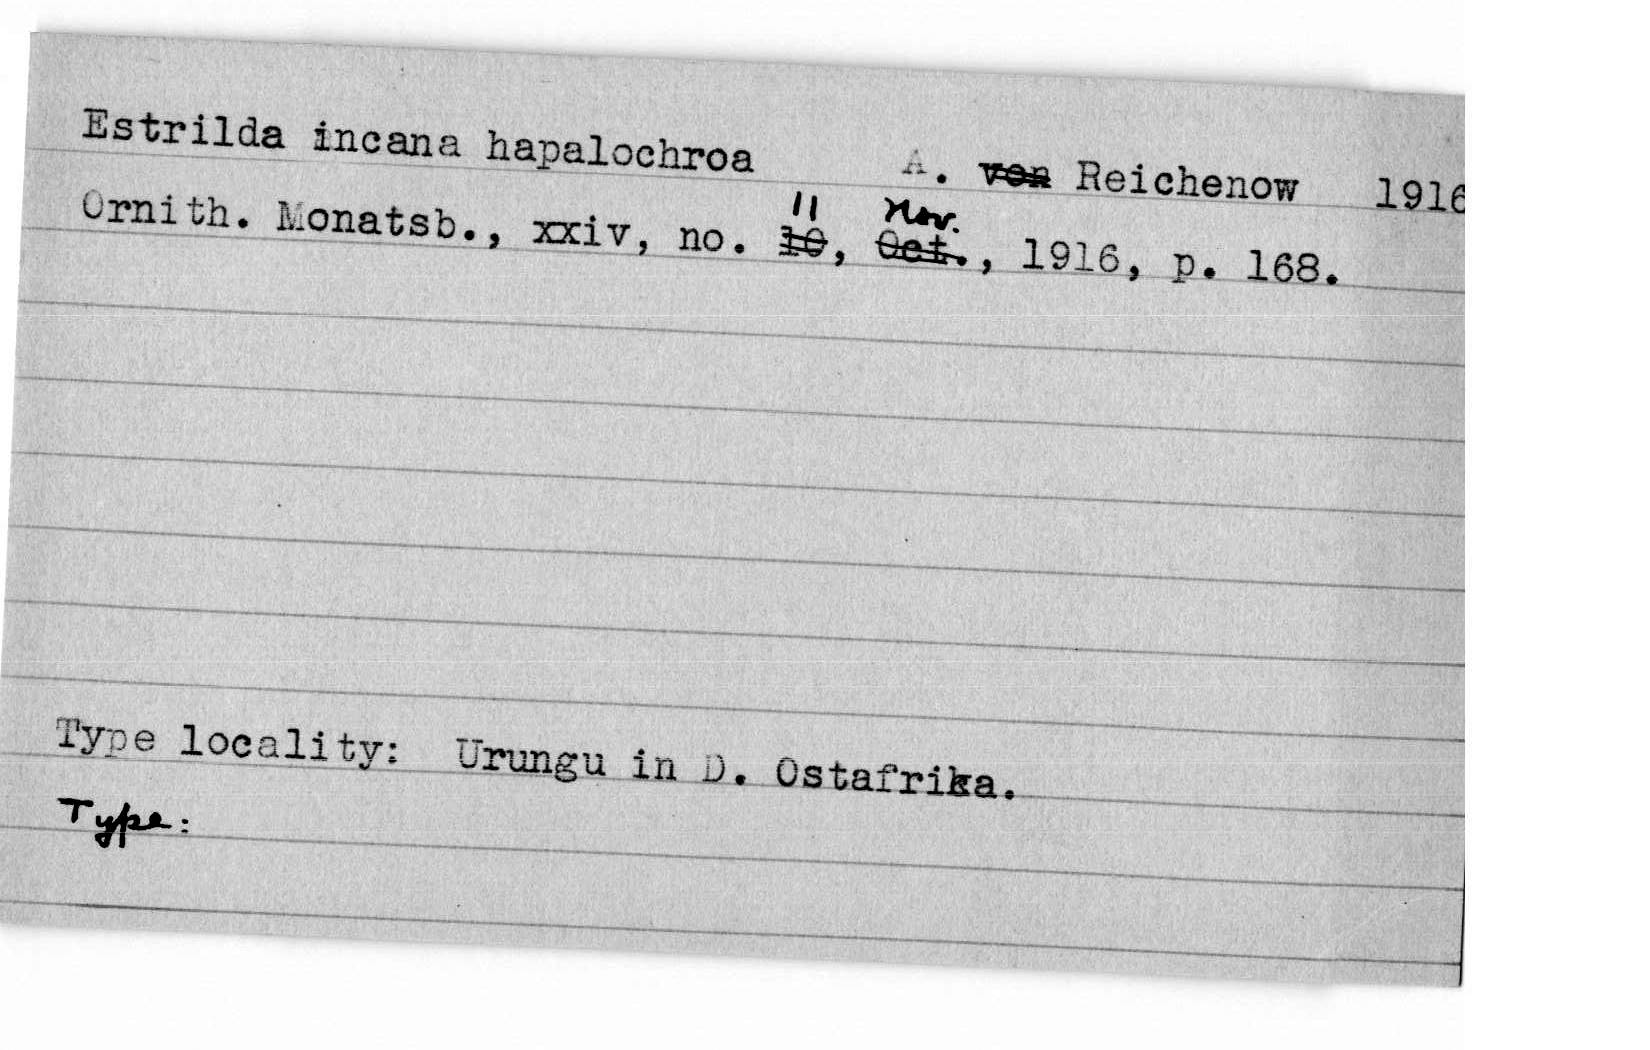 Estrilda incana hapalochroa A. von Reichenow 1916
11 Nov.
Ornith. Monatsb., xxiv, no. 10, Oct., 1916, p. 168.
Type locality: Urungu in D. Ostafrika.
Type: